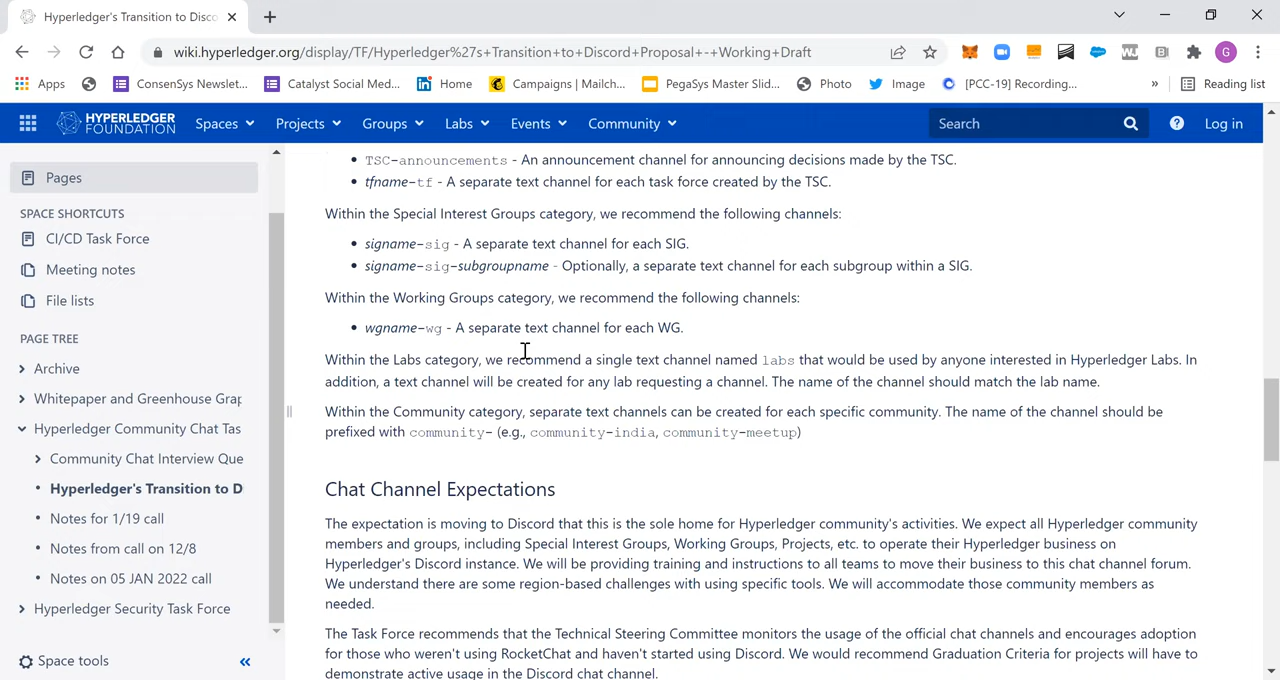 Hyperledger's Transition to Disco
wiki.hyperledger.org/display/TF/Hyperledger%27s+Transition+to+Discord+Proposal+-+Working+Draft
G
Apps
ConsenSys Newslet...
Catalyst Social Med...
Home
Campaigns | Mailch...
PegaSys Master Slid...
Photo
Image
[PCC-19] Recording...
»
Reading list
HYPERLEDGER
FOUNDATION
Spaces
Projects
Groups
Labs
Events
Community
Search
Log in
Pages
SPACE SHORTCUTS
CI/CD Task Force
Meeting notes
File lists
PAGE TREE
Archive
Whitepaper and Greenhouse Grap
Hyperledger Community Chat Tas
Community Chat Interview Que
Hyperledger's Transition to D
Notes for 1/19 call
Notes from call on 12/8
Notes on 05 JAN 2022 call
Hyperledger Security Task Force
Space tools
«
• TSC-announcements - An announcement channel for announcing decisions made by the TSC.
• tfname-tf - A separate text channel for each task force created by the TSC.
Within the Special Interest Groups category, we recommend the following channels:
• signame-sig - A separate text channel for each SIG.
• signame-sig-subgroupname - Optionally, a separate text channel for each subgroup within a SIG.
Within the Working Groups category, we recommend the following channels:
• wgname-wg - A separate text channel for each WG.
Within the Labs category, we recommend a single text channel named labs that would be used by anyone interested in Hyperledger Labs. In
addition, a text channel will be created for any lab requesting a channel. The name of the channel should match the lab name.
Within the Community category, separate text channels can be created for each specific community. The name of the channel should be
prefixed with community- (e.g., community-india, community-meetup)
Chat Channel Expectations
The expectation is moving to Discord that this is the sole home for Hyperledger community's activities. We expect all Hyperledger community
members and groups, including Special Interest Groups, Working Groups, Projects, etc. to operate their Hyperledger business on
Hyperledger's Discord instance. We will be providing training and instructions to all teams to move their business to this chat channel forum.
We understand there are some region-based challenges with using specific tools. We will accommodate those community members as
needed.
The Task Force recommends that the Technical Steering Committee monitors the usage of the official chat channels and encourages adoption
for those who weren't using RocketChat and haven't started using Discord. We would recommend Graduation Criteria for projects will have to
demonstrate active usage in the Discord chat channel.